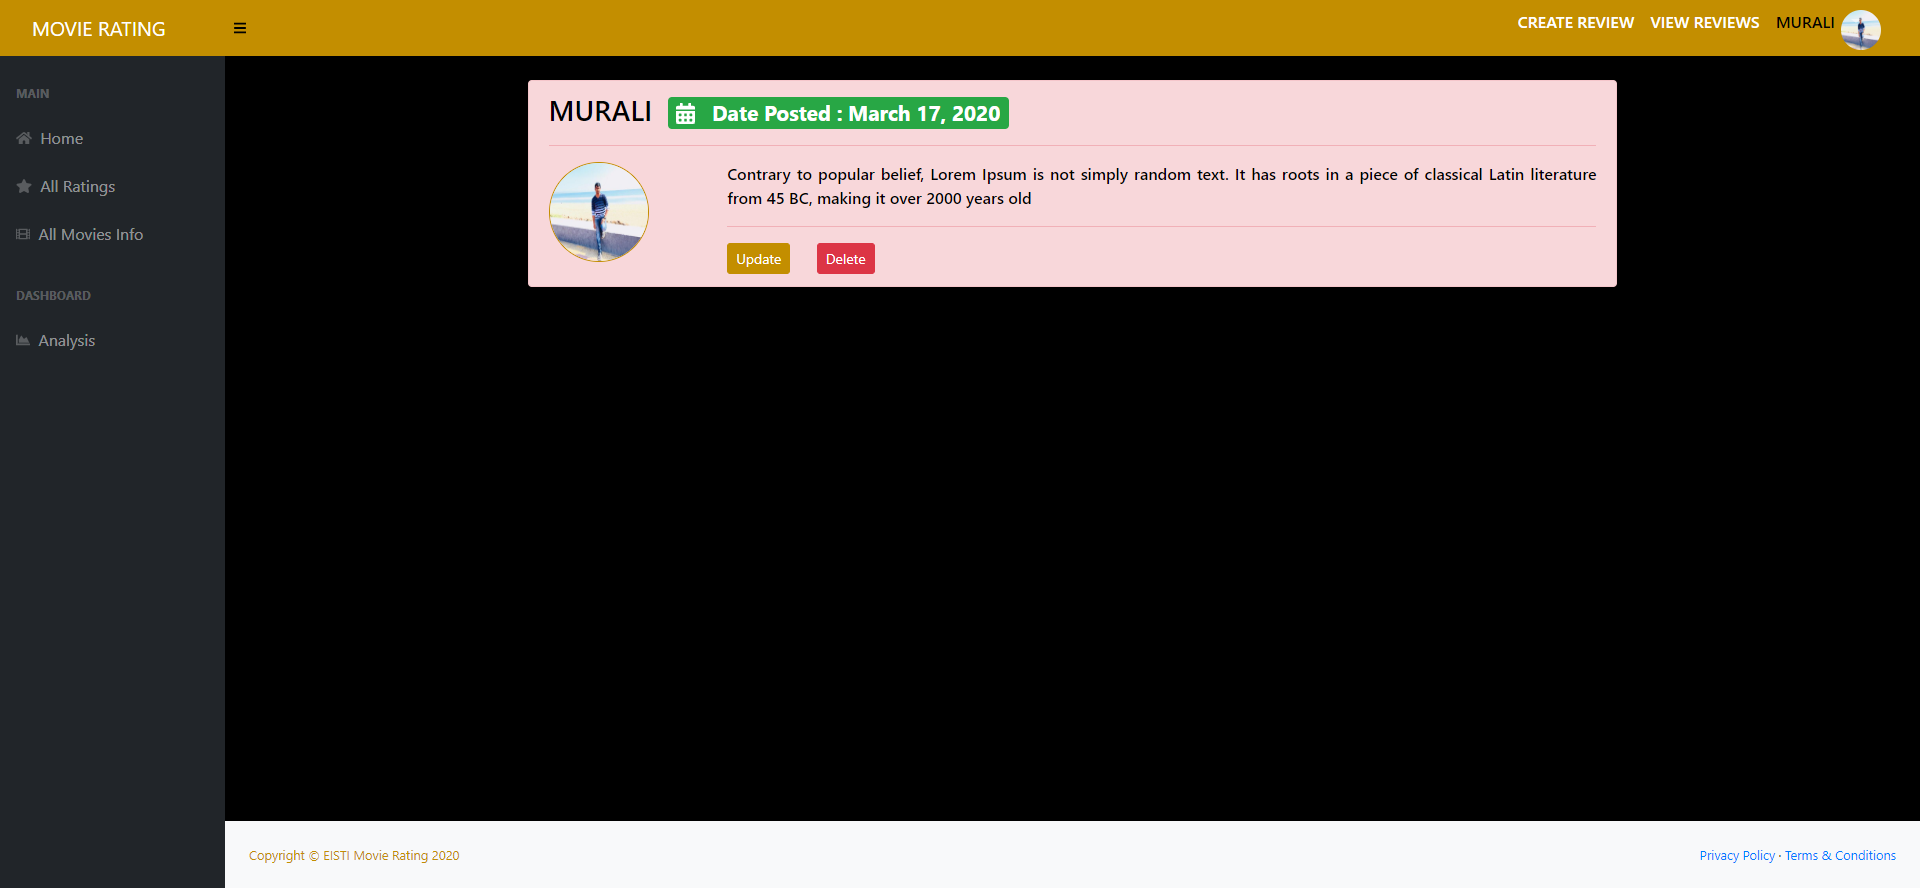 MOVIE RATING
CREATE REVIEW VIEW REVIEWS MURALI
MAIN
Home
All Ratings
All Movies Info
DASHBOARD
Analysis
MURALI Date Posted : March 17, 2020
Contrary to popular belief, Lorem Ipsum is not simply random text. It has roots in a piece of classical Latin literature
from 45 BC, making it over 2000 years old
Update Delete
Copyright © EISTI Movie Rating 2020
Privacy Policy · Terms & Conditions